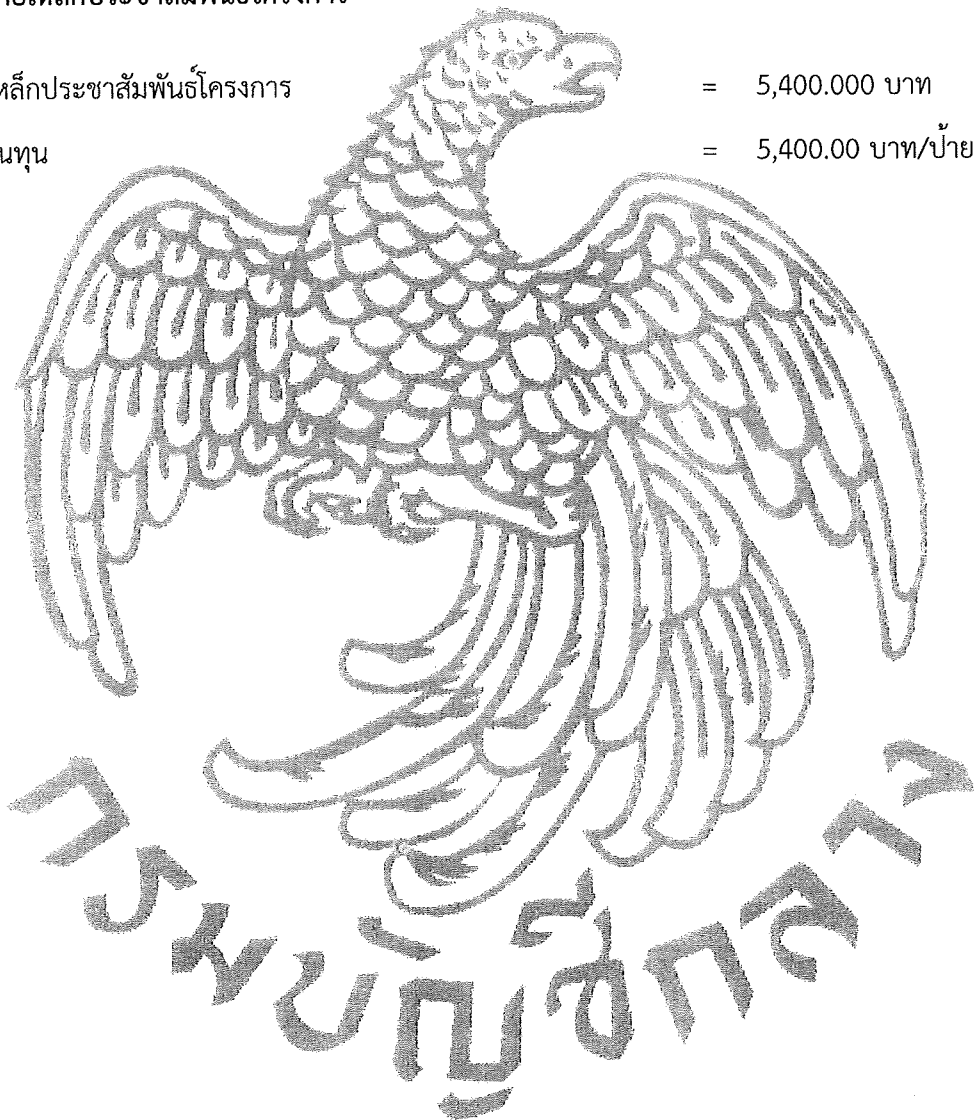 หล็กประชาสัมพันธ์โครงการ = 5,400.000 บาท
นทุน = 5,400.00 บาท/ป้าย
กรมบัญชีกลาง